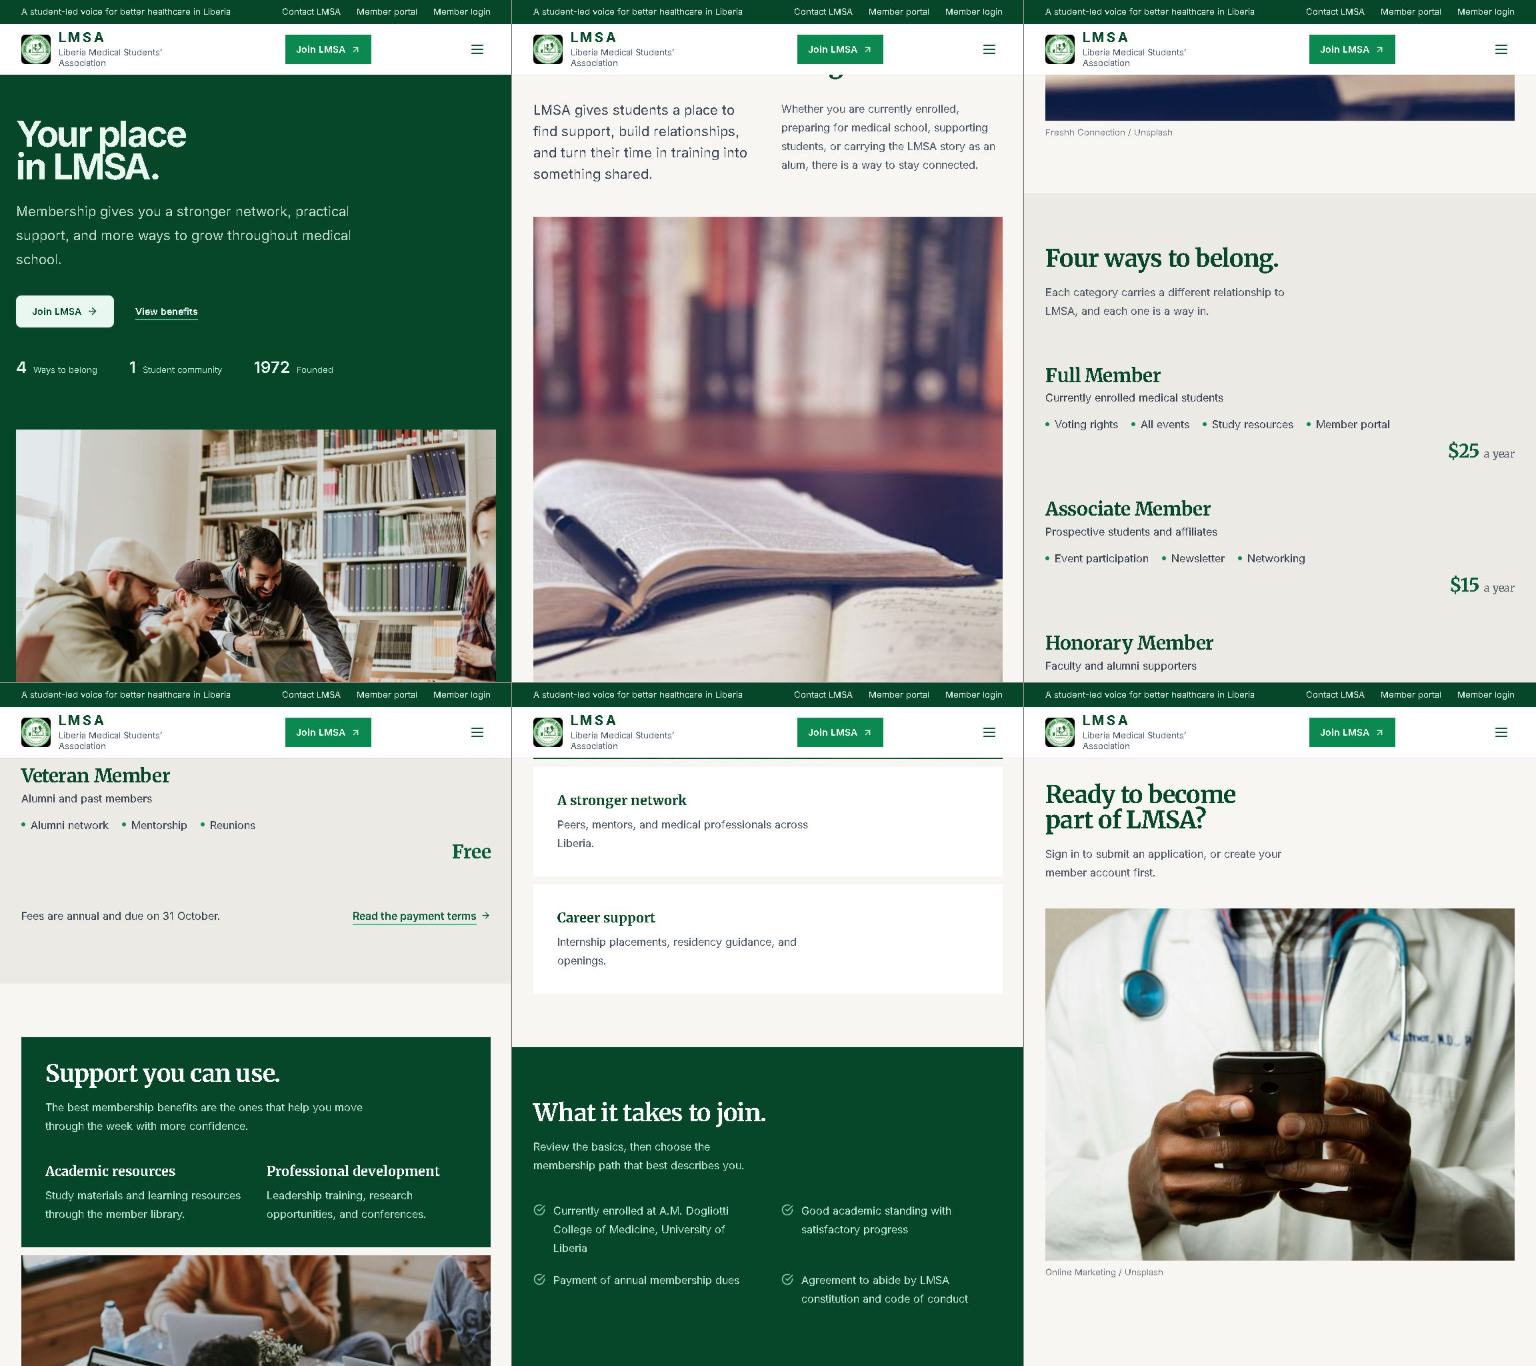 A student-led voice for better healthcare in Liberia Contact LMSA Member portal Member login
LMSA
Liberia Medical Students'
Association
Join LMSA
Your place
in LMSA.
Membership gives you a stronger network, practical
support, and more ways to grow throughout medical
school.
Join LMSA
View benefits
4 Ways to belong 1 Student community 1972 Founded
A student-led voice for better healthcare in Liberia Contact LMSA Member portal Member login
LMSA
Liberia Medical Students'
Association
Join LMSA
LMSA gives students a place to
find support, build relationships,
and turn their time in training into
something shared.
Whether you are currently enrolled,
preparing for medical school, supporting
students, or carrying the LMSA story as an
alum, there is a way to stay connected.
A student-led voice for better healthcare in Liberia Contact LMSA Member portal Member login
LMSA
Liberia Medical Students'
Association
Join LMSA
Freshh Connection / Unsplash
Four ways to belong.
Each category carries a different relationship to
LMSA, and each one is a way in.
Full Member
Currently enrolled medical students
• Voting rights • All events • Study resources • Member portal
$25 a year
Associate Member
Prospective students and affiliates
• Event participation • Newsletter • Networking
$15 a year
Honorary Member
Faculty and alumni supporters
A student-led voice for better healthcare in Liberia Contact LMSA Member portal Member login
LMSA
Liberia Medical Students'
Association
Join LMSA
Veteran Member
Alumni and past members
• Alumni network • Mentorship • Reunions
Free
Fees are annual and due on 31 October.
Read the payment terms
Support you can use.
The best membership benefits are the ones that help you move
through the week with more confidence.
Academic resources
Study materials and learning resources
through the member library.
Professional development
Leadership training, research
opportunities, and conferences.
A student-led voice for better healthcare in Liberia Contact LMSA Member portal Member login
LMSA
Liberia Medical Students'
Association
Join LMSA
A stronger network
Peers, mentors, and medical professionals across
Liberia.
Career support
Internship placements, residency guidance, and
openings.
What it takes to join.
Review the basics, then choose the
membership path that best describes you.
Currently enrolled at A.M. Dogliotti
College of Medicine, University of
Liberia
Good academic standing with
satisfactory progress
Payment of annual membership dues
Agreement to abide by LMSA
constitution and code of conduct
A student-led voice for better healthcare in Liberia Contact LMSA Member portal Member login
LMSA
Liberia Medical Students'
Association
Join LMSA
Ready to become
part of LMSA?
Sign in to submit an application, or create your
member account first.
Online Marketing / Unsplash